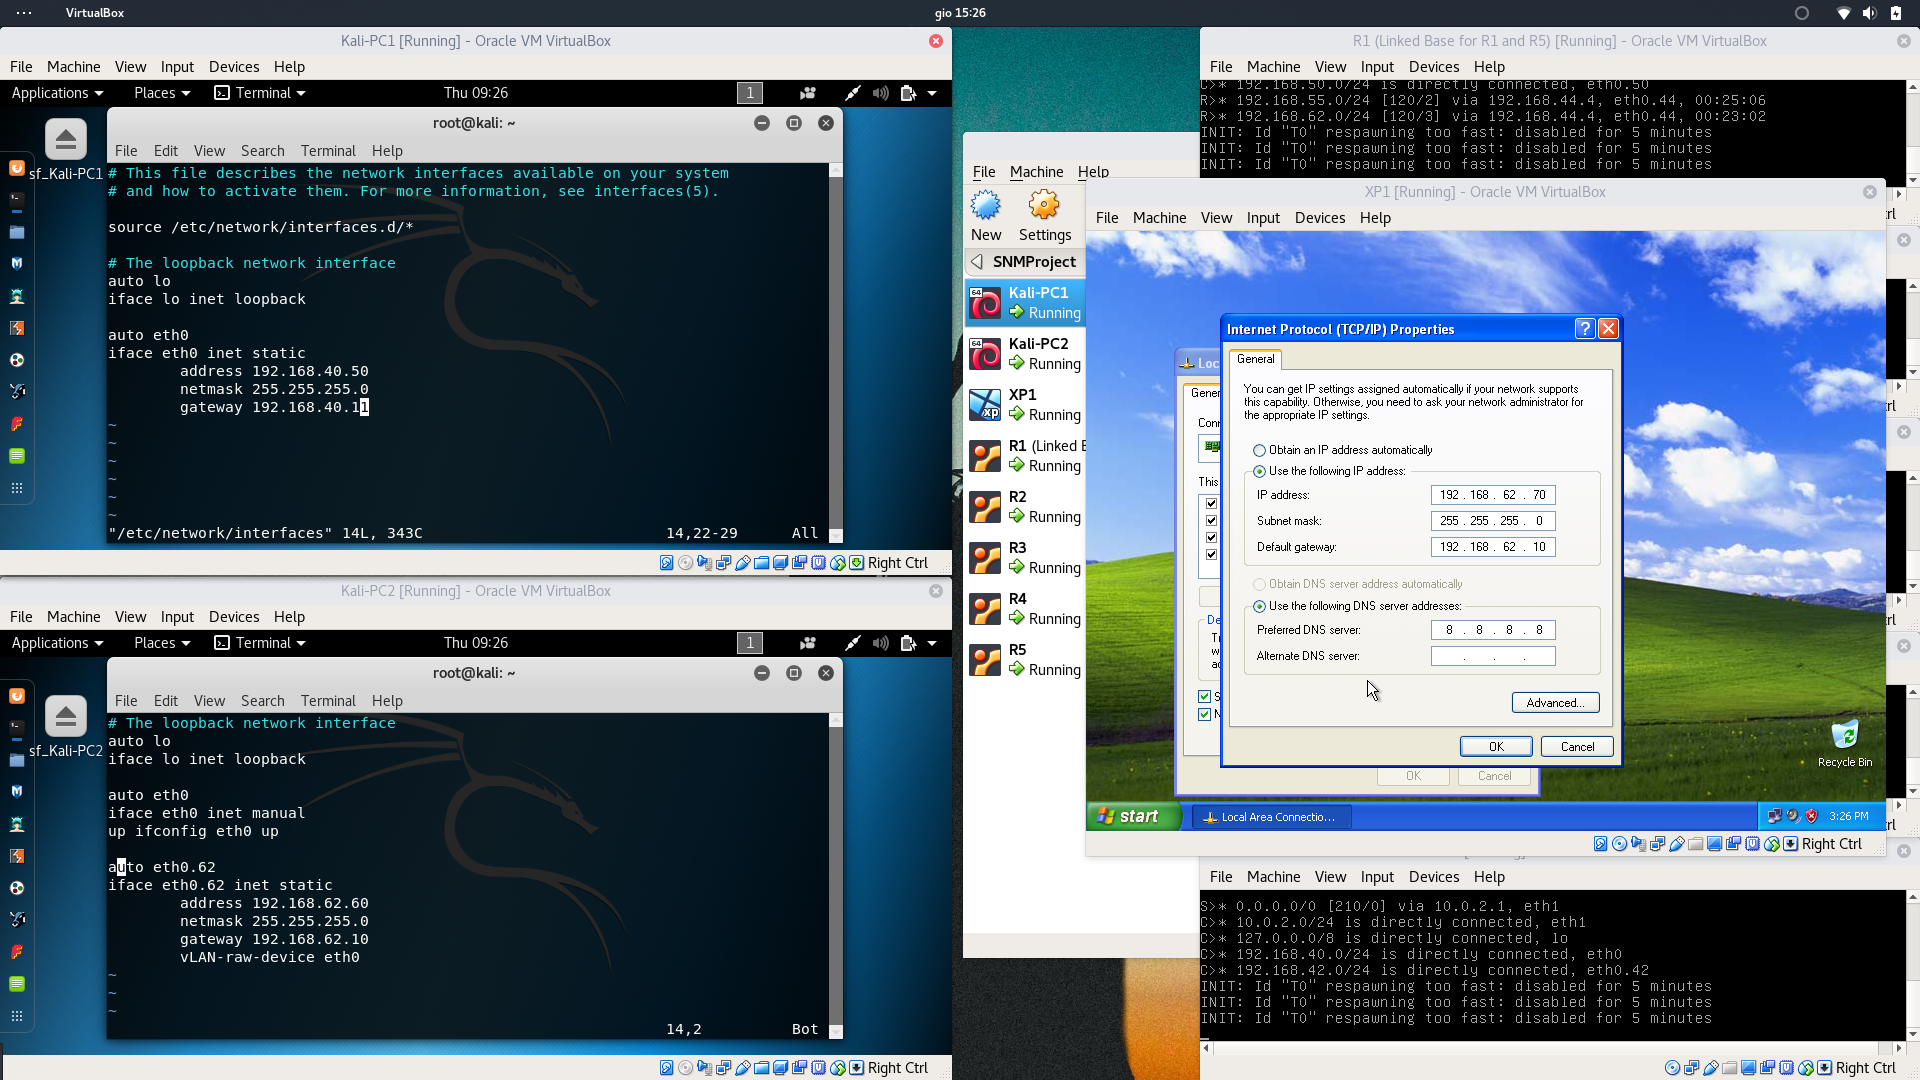 VirtualBox
gio 15:26
Kali-PC1 [Running] - Oracle VM VirtualBox
File Machine View Input Devices Help
Applications Places Terminal Thu 09:26 1
root@kali: ~
File Edit View Search Terminal Help
sf_Kali-PC1
# This file describes the network interfaces available on your system
# and how to activate them. For more information, see interfaces(5).
source /etc/network/interfaces.d/*
# The loopback network interface
auto lo
iface lo inet loopback
auto eth0
iface eth0 inet static
address 192.168.40.50
netmask 255.255.255.0
gateway 192.168.40.11
~
~
~
~
~
~
"/etc/network/interfaces" 14L, 343C 14,22-29 All
Right Ctrl
Kali-PC2 [Running] - Oracle VM VirtualBox
File Machine View Input Devices Help
Applications Places Terminal Thu 09:26 1
root@kali: ~
File Edit View Search Terminal Help
sf_Kali-PC2
# The loopback network interface
auto lo
iface lo inet loopback
auto eth0
iface eth0 inet manual
up ifconfig eth0 up
auto eth0.62
iface eth0.62 inet static
address 192.168.62.60
netmask 255.255.255.0
gateway 192.168.62.10
vLAN-raw-device eth0
~
~
~
14,2 Bot
Right Ctrl
File Machine Help
New Settings
SNMProject
64 Kali-PC1
Running
64 Kali-PC2
Running
xp XP1
Running
R1 (Linked B
Running
R2
Running
R3
Running
R4
Running
R5
Running
R1 (Linked Base for R1 and R5) [Running] - Oracle VM VirtualBox
File Machine View Input Devices Help
C>* 192.168.50.0/24 is directly connected, eth0.50
R>* 192.168.55.0/24 [120/2] via 192.168.44.4, eth0.44, 00:25:06
R>* 192.168.62.0/24 [120/3] via 192.168.44.4, eth0.44, 00:23:02
INIT: Id "T0" respawning too fast: disabled for 5 minutes
INIT: Id "T0" respawning too fast: disabled for 5 minutes
INIT: Id "T0" respawning too fast: disabled for 5 minutes
XP1 [Running] - Oracle VM VirtualBox
File Machine View Input Devices Help
Internet Protocol (TCP/IP) Properties
General
You can get IP settings assigned automatically if your network supports
this capability. Otherwise, you need to ask your network administrator for
the appropriate IP settings.
Obtain an IP address automatically
Use the following IP address:
IP address: 192 . 168 . 62 . 70
Subnet mask: 255 . 255 . 255 . 0
Default gateway: 192 . 168 . 62 . 10
Obtain DNS server address automatically
Use the following DNS server addresses:
Preferred DNS server: 8 . 8 . 8 . 8
Alternate DNS server: . . .
Advanced...
OK Cancel
OK Cancel
Recycle Bin
start Local Area Connectio... 3:26 PM
Right Ctrl
File Machine View Input Devices Help
S>* 0.0.0.0/0 [210/0] via 10.0.2.1, eth1
C>* 10.0.2.0/24 is directly connected, eth1
C>* 127.0.0.0/8 is directly connected, lo
C>* 192.168.40.0/24 is directly connected, eth0
C>* 192.168.42.0/24 is directly connected, eth0.42
INIT: Id "T0" respawning too fast: disabled for 5 minutes
INIT: Id "T0" respawning too fast: disabled for 5 minutes
INIT: Id "T0" respawning too fast: disabled for 5 minutes
Right Ctrl